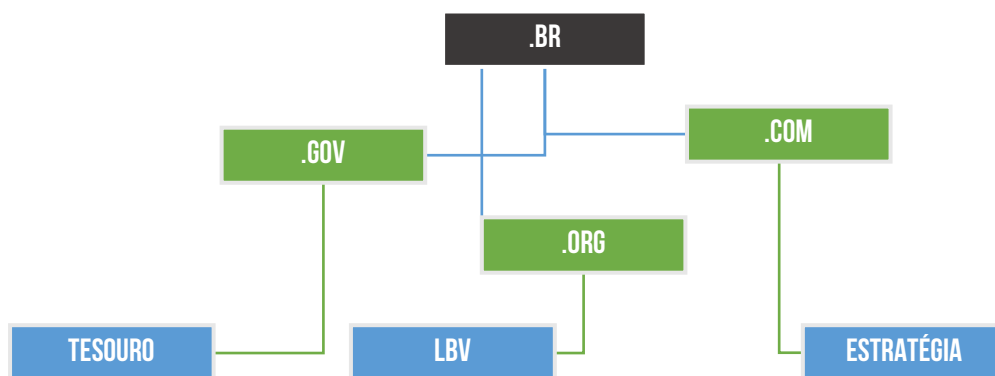 .BR
.COM
.GOV
.ORG
TESOURO
LBV
ESTRATÉGIA